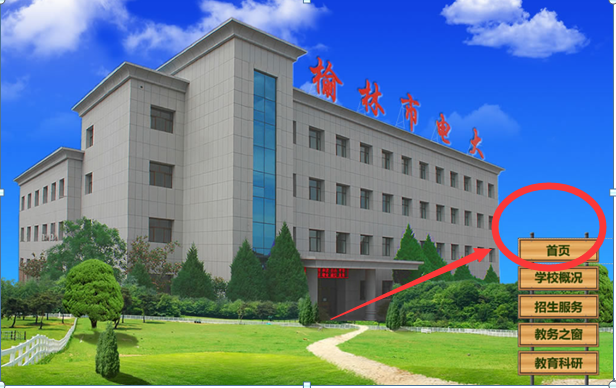 榆林市电大
首页
学校概况
招生服务
教务之窗
教育科研